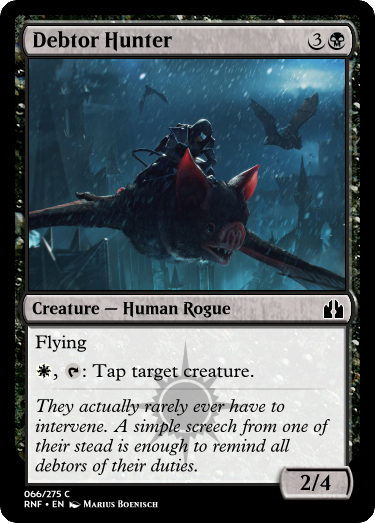 Debtor Hunter 3
Creature — Human Rogue
Flying
, : Tap target creature.
They actually rarely ever have to
intervene. A simple screech from one of
their stead is enough to remind all
debtors of their duties.
2/4
066/275 C
RNF • EN Marius Boenisch